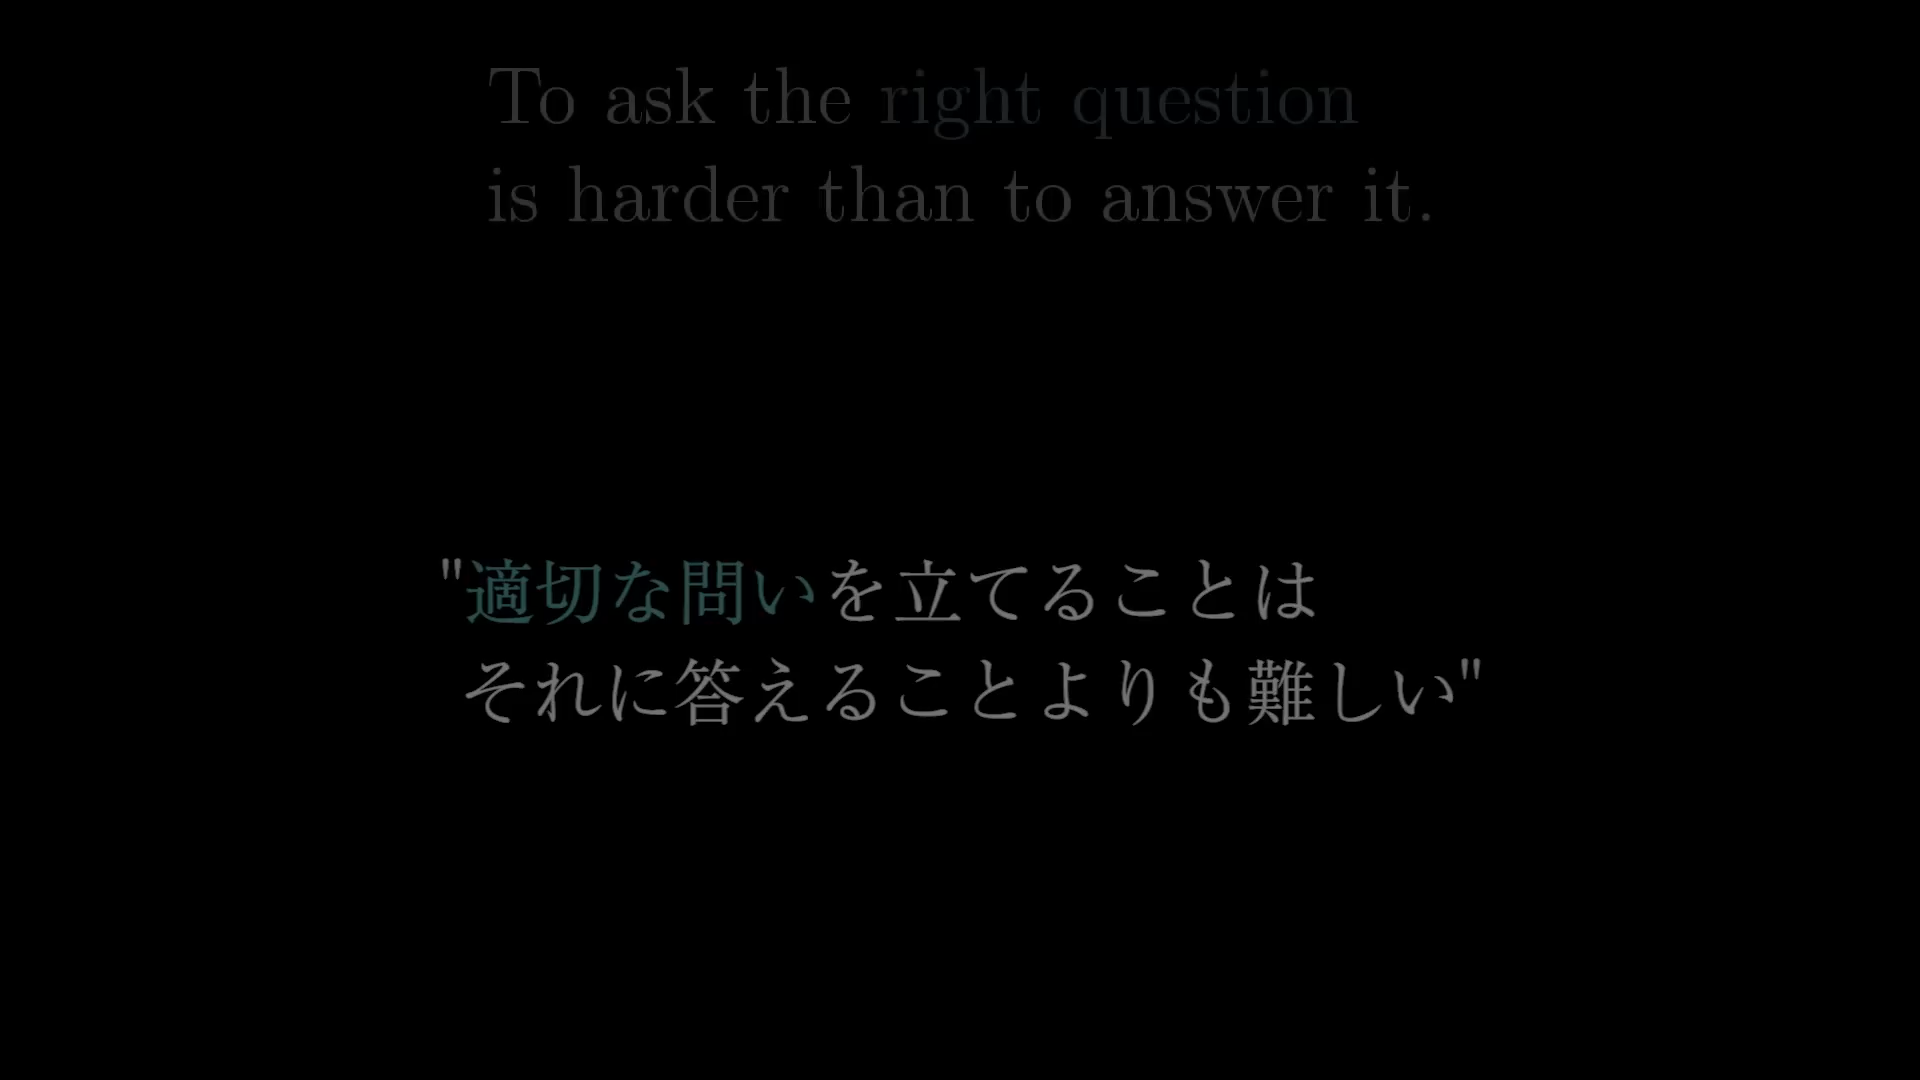 To ask the right question
is harder than to answer it.
"適切な問いを立てることは
それに答えることよりも難しい"